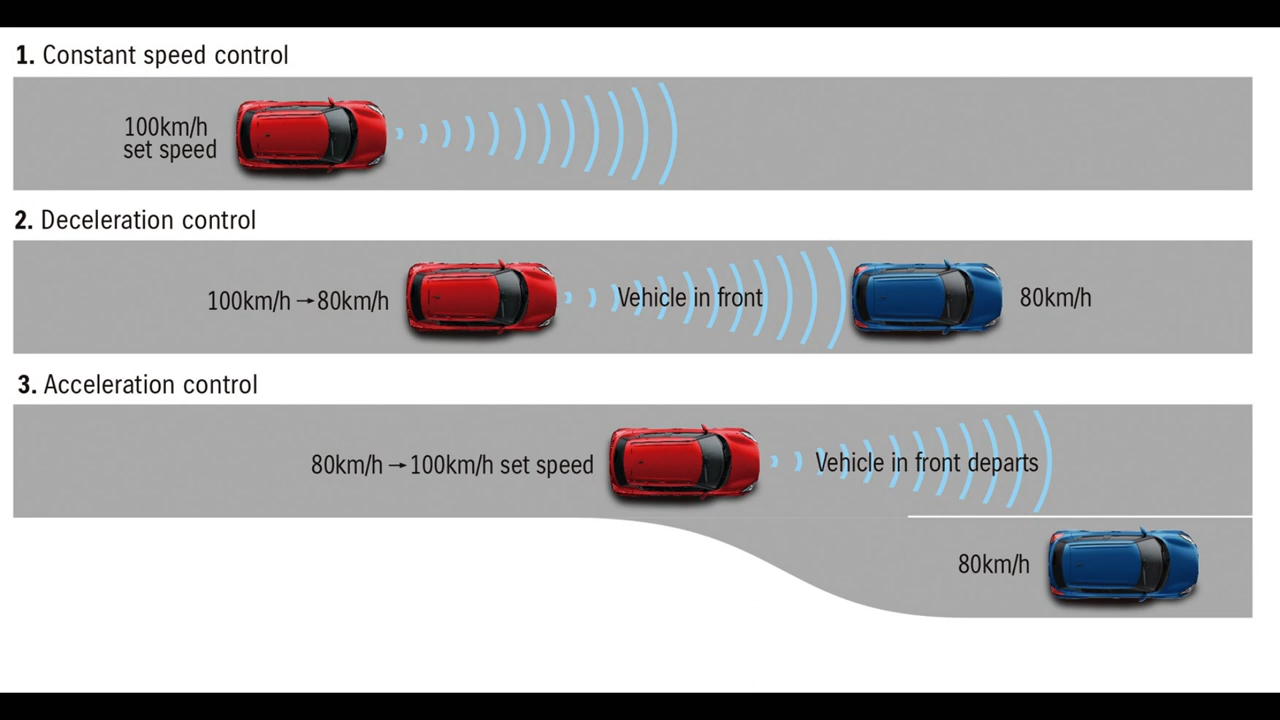 1. Constant speed control
100km/h
set speed
2. Deceleration control
100km/h →80km/h
Vehicle in front
80km/h
3. Acceleration control
80km/h →100km/h set speed
Vehicle in front departs
80km/h